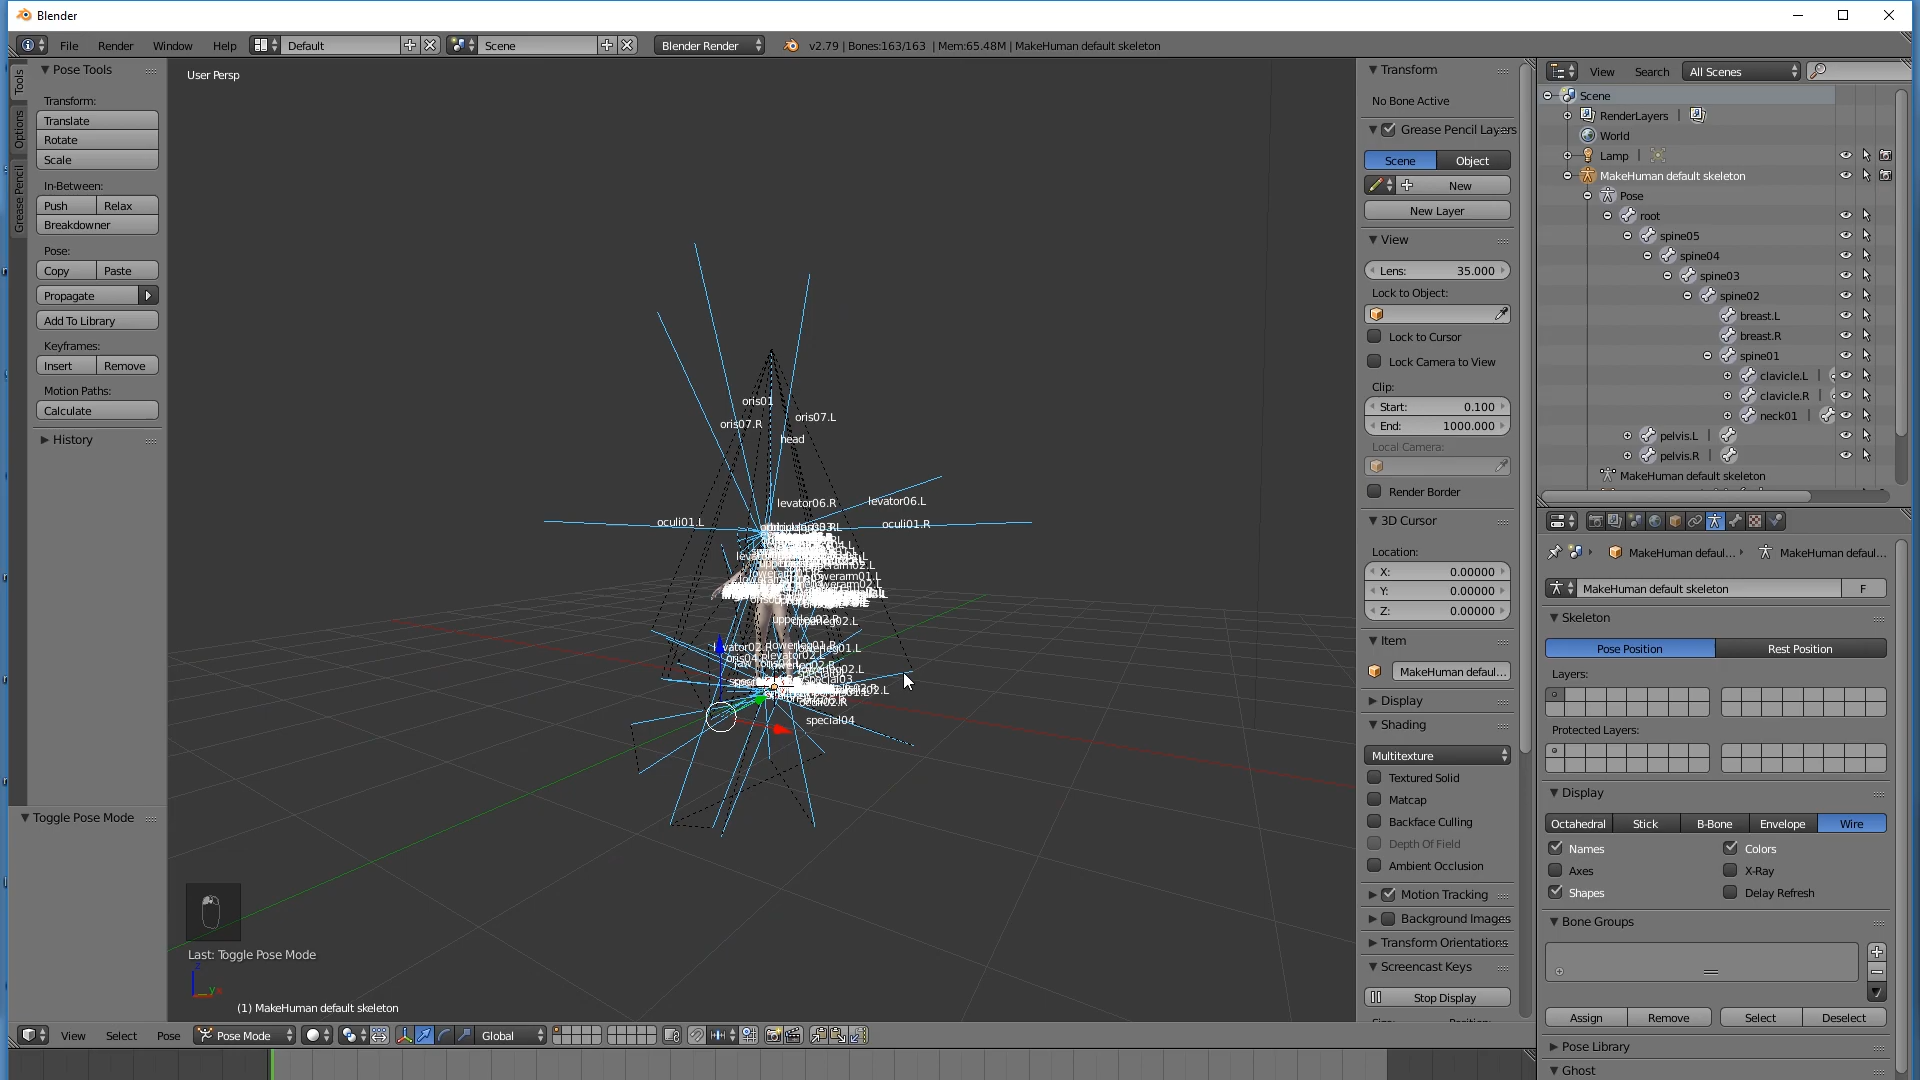 Blender
File Render Window Help Default Scene Blender Render v2.79 | Bones:163/163 | Mem:65.48M | MakeHuman default skeleton
Tools
Options
Grease Pencil
Pose Tools
Transform:
Translate
Rotate
Scale
In-Between:
Push Relax
Breakdowner
Pose:
Copy Paste
Propagate
Add To Library
Keyframes:
Insert Remove
Motion Paths:
Calculate
History
Toggle Pose Mode
User Persp
oris01
oris07.R
oris07.L
head
levator06.R
levator06.L
oculi01.L
oculi01.R
special04
Last: Toggle Pose Mode
(1) MakeHuman default skeleton
View Select Pose Pose Mode Global
Transform
No Bone Active
Grease Pencil Layers
Scene Object
New
New Layer
View
Lens: 35.000
Lock to Object:
Lock to Cursor
Lock Camera to View
Clip:
Start: 0.100
End: 1000.000
Local Camera:
Render Border
3D Cursor
Location:
X: 0.00000
Y: 0.00000
Z: 0.00000
Item
MakeHuman defaul...
Display
Shading
Multitexture
Textured Solid
Matcap
Backface Culling
Depth Of Field
Ambient Occlusion
Motion Tracking
Background Images
Transform Orientations
Screencast Keys
Stop Display
View Search All Scenes
Scene
RenderLayers
World
Lamp
MakeHuman default skeleton
Pose
root
spine05
spine04
spine03
spine02
breast.L
breast.R
spine01
clavicle.L
clavicle.R
neck01
pelvis.L
pelvis.R
MakeHuman default skeleton
MakeHuman defaul... MakeHuman defaul...
MakeHuman default skeleton F
Skeleton
Pose Position Rest Position
Layers:
Protected Layers:
Display
Octahedral Stick B-Bone Envelope Wire
Names Colors
Axes X-Ray
Shapes Delay Refresh
Bone Groups
Assign Remove Select Deselect
Pose Library
Ghost